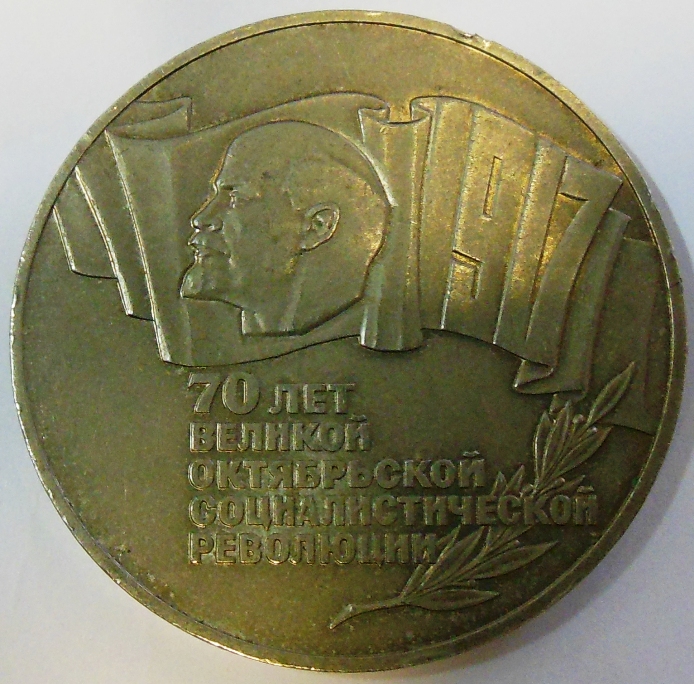 1917
70 ЛЕТ
ВЕЛИКОЙ
ОКТЯБРЬСКОЙ
СОЦИАЛИСТИЧЕСКОЙ
РЕВОЛЮЦИИ